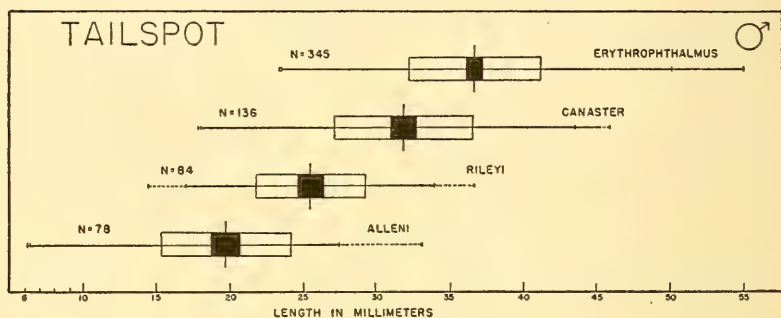 TAILSPOT ♂
N=345 ERYTHROPHTHALMUS
N=136 CANASTER
N=84 RILEYI
N=78 ALLENI
6 10 15 20 25 30 35 40 45 50 55
LENGTH IN MILLIMETERS